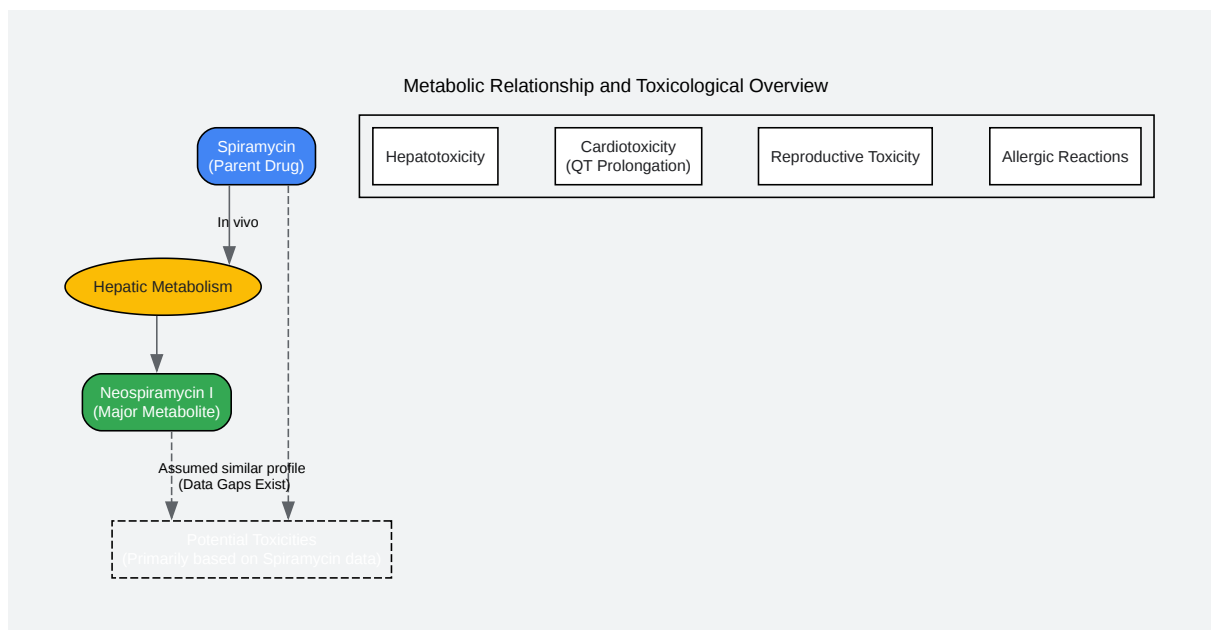 Metabolic Relationship and Toxicological Overview
Spiramycin
(Parent Drug)
Hepatotoxicity
Cardiotoxicity
(QT Prolongation)
Reproductive Toxicity
Allergic Reactions
In vivo
Hepatic Metabolism
Neospiramycin I
(Major Metabolite)
Assumed similar profile
(Data Gaps Exist)
Potential Toxicities
(Primarily based on Spiramycin data)